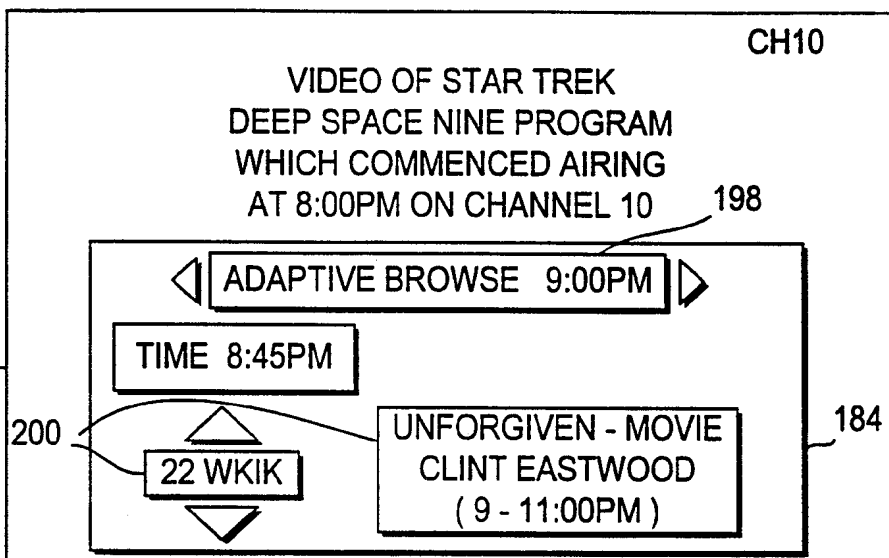 CH10
VIDEO OF STAR TREK
DEEP SPACE NINE PROGRAM
WHICH COMMENCED AIRING
AT 8:00PM ON CHANNEL 10
198
ADAPTIVE BROWSE 9:00PM
TIME 8:45PM
200
22 WKIK
UNFORGIVEN - MOVIE
CLINT EASTWOOD
( 9 - 11:00PM )
184